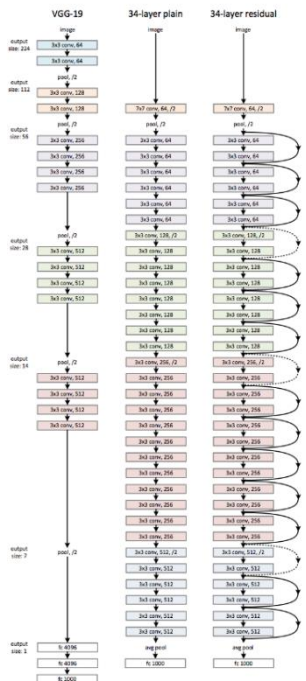 output
size: 224
output
size: 112
output
size: 56
output
size: 28
output
size: 14
output
size: 7
output
size: 1
VGG-19
image
3x3 conv, 64
3x3 conv, 64
pool, /2
3x3 conv, 128
3x3 conv, 128
pool, /2
3x3 conv, 256
3x3 conv, 256
3x3 conv, 256
3x3 conv, 256
pool, /2
3x3 conv, 512
3x3 conv, 512
3x3 conv, 512
3x3 conv, 512
pool, /2
3x3 conv, 512
3x3 conv, 512
3x3 conv, 512
3x3 conv, 512
pool, /2
fc 4096
fc 4096
fc 1000
34-layer plain
image
7x7 conv, 64, /2
pool, /2
3x3 conv, 64
3x3 conv, 64
3x3 conv, 64
3x3 conv, 64
3x3 conv, 64
3x3 conv, 64
3x3 conv, 128, /2
3x3 conv, 128
3x3 conv, 128
3x3 conv, 128
3x3 conv, 128
3x3 conv, 128
3x3 conv, 128
3x3 conv, 128
3x3 conv, 256, /2
3x3 conv, 256
3x3 conv, 256
3x3 conv, 256
3x3 conv, 256
3x3 conv, 256
3x3 conv, 256
3x3 conv, 256
3x3 conv, 256
3x3 conv, 256
3x3 conv, 256
3x3 conv, 256
3x3 conv, 512, /2
3x3 conv, 512
3x3 conv, 512
3x3 conv, 512
3x3 conv, 512
3x3 conv, 512
avg pool
fc 1000
34-layer residual
image
7x7 conv, 64, /2
pool, /2
3x3 conv, 64
3x3 conv, 64
3x3 conv, 64
3x3 conv, 64
3x3 conv, 64
3x3 conv, 64
3x3 conv, 128, /2
3x3 conv, 128
3x3 conv, 128
3x3 conv, 128
3x3 conv, 128
3x3 conv, 128
3x3 conv, 128
3x3 conv, 128
3x3 conv, 256, /2
3x3 conv, 256
3x3 conv, 256
3x3 conv, 256
3x3 conv, 256
3x3 conv, 256
3x3 conv, 256
3x3 conv, 256
3x3 conv, 256
3x3 conv, 256
3x3 conv, 256
3x3 conv, 256
3x3 conv, 512, /2
3x3 conv, 512
3x3 conv, 512
3x3 conv, 512
3x3 conv, 512
3x3 conv, 512
avg pool
fc 1000